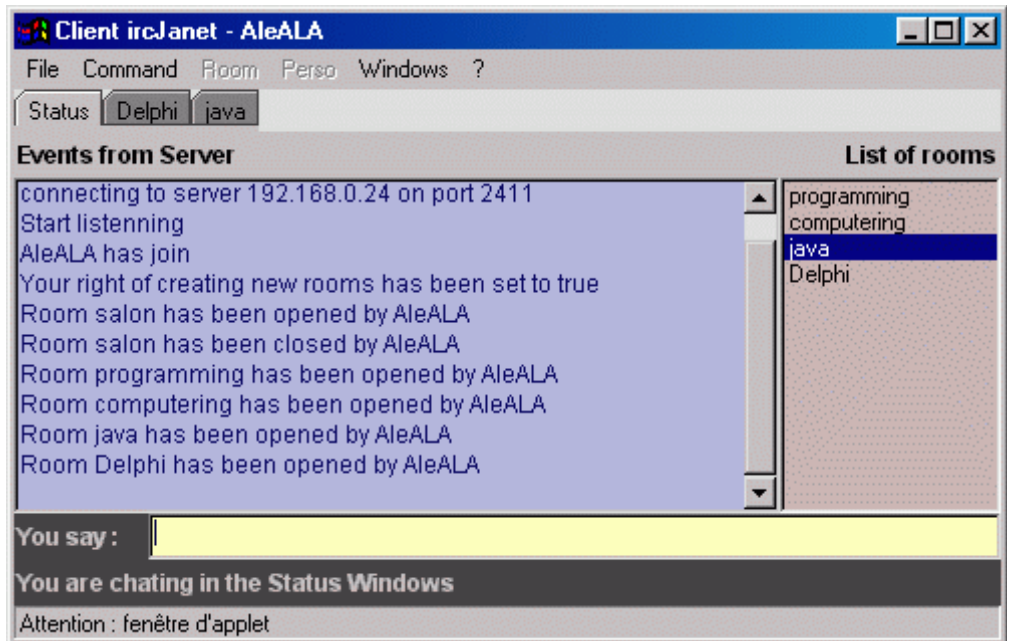 Client ircJanet - AleALA
File Command Room Perso Windows ?
Status Delphi java
Events from Server
List of rooms
connecting to server 192.168.0.24 on port 2411
Start listenning
AleALA has join
Your right of creating new rooms has been set to true
Room salon has been opened by AleALA
Room salon has been closed by AleALA
Room programming has been opened by AleALA
Room computering has been opened by AleALA
Room java has been opened by AleALA
Room Delphi has been opened by AleALA
programming
computering
java
Delphi
You say :
You are chating in the Status Windows
Attention : fenêtre d'applet